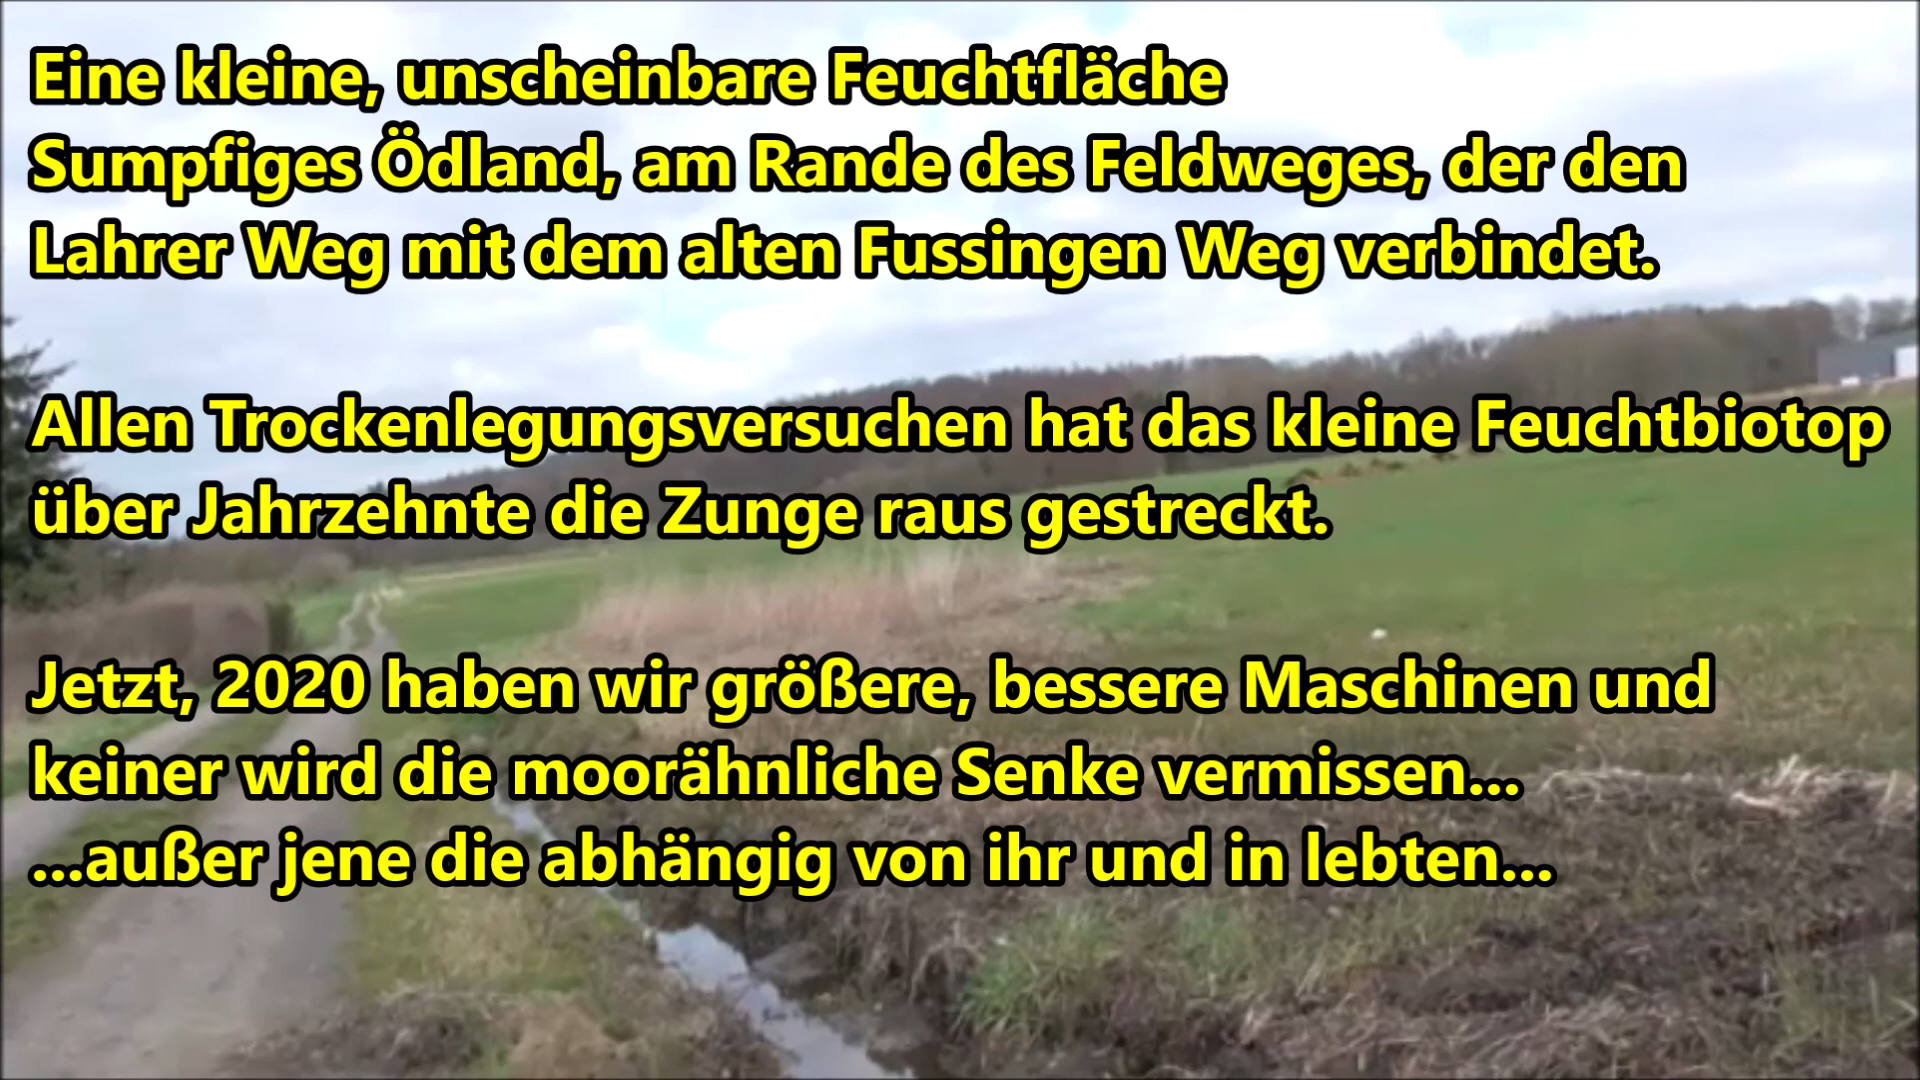 Eine kleine, unscheinbare Feuchtfläche
Sumpfiges Ödland, am Rande des Feldweges, der den
Lahrer Weg mit dem alten Fussingen Weg verbindet.
Allen Trockenlegungsversuchen hat das kleine Feuchtbiotop
über Jahrzehnte die Zunge raus gestreckt.
Jetzt, 2020 haben wir größere, bessere Maschinen und
keiner wird die moorähnliche Senke vermissen...
...außer jene die abhängig von ihr und in lebten...